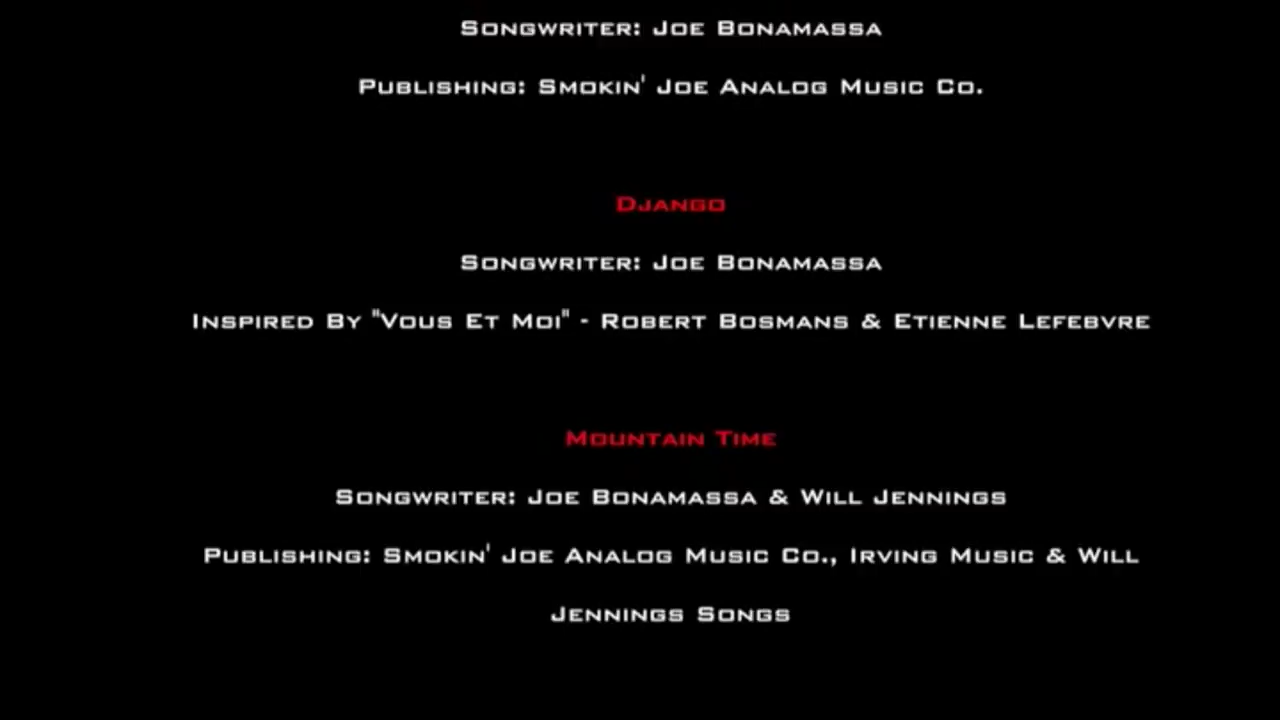 Songwriter: Joe Bonamassa
Publishing: Smokin' Joe Analog Music Co.
Django
Songwriter: Joe Bonamassa
Inspired By "Vous Et Moi" - Robert Bosmans & Etienne Lefebvre
Mountain Time
Songwriter: Joe Bonamassa & Will Jennings
Publishing: Smokin' Joe Analog Music Co., Irving Music & Will
Jennings Songs